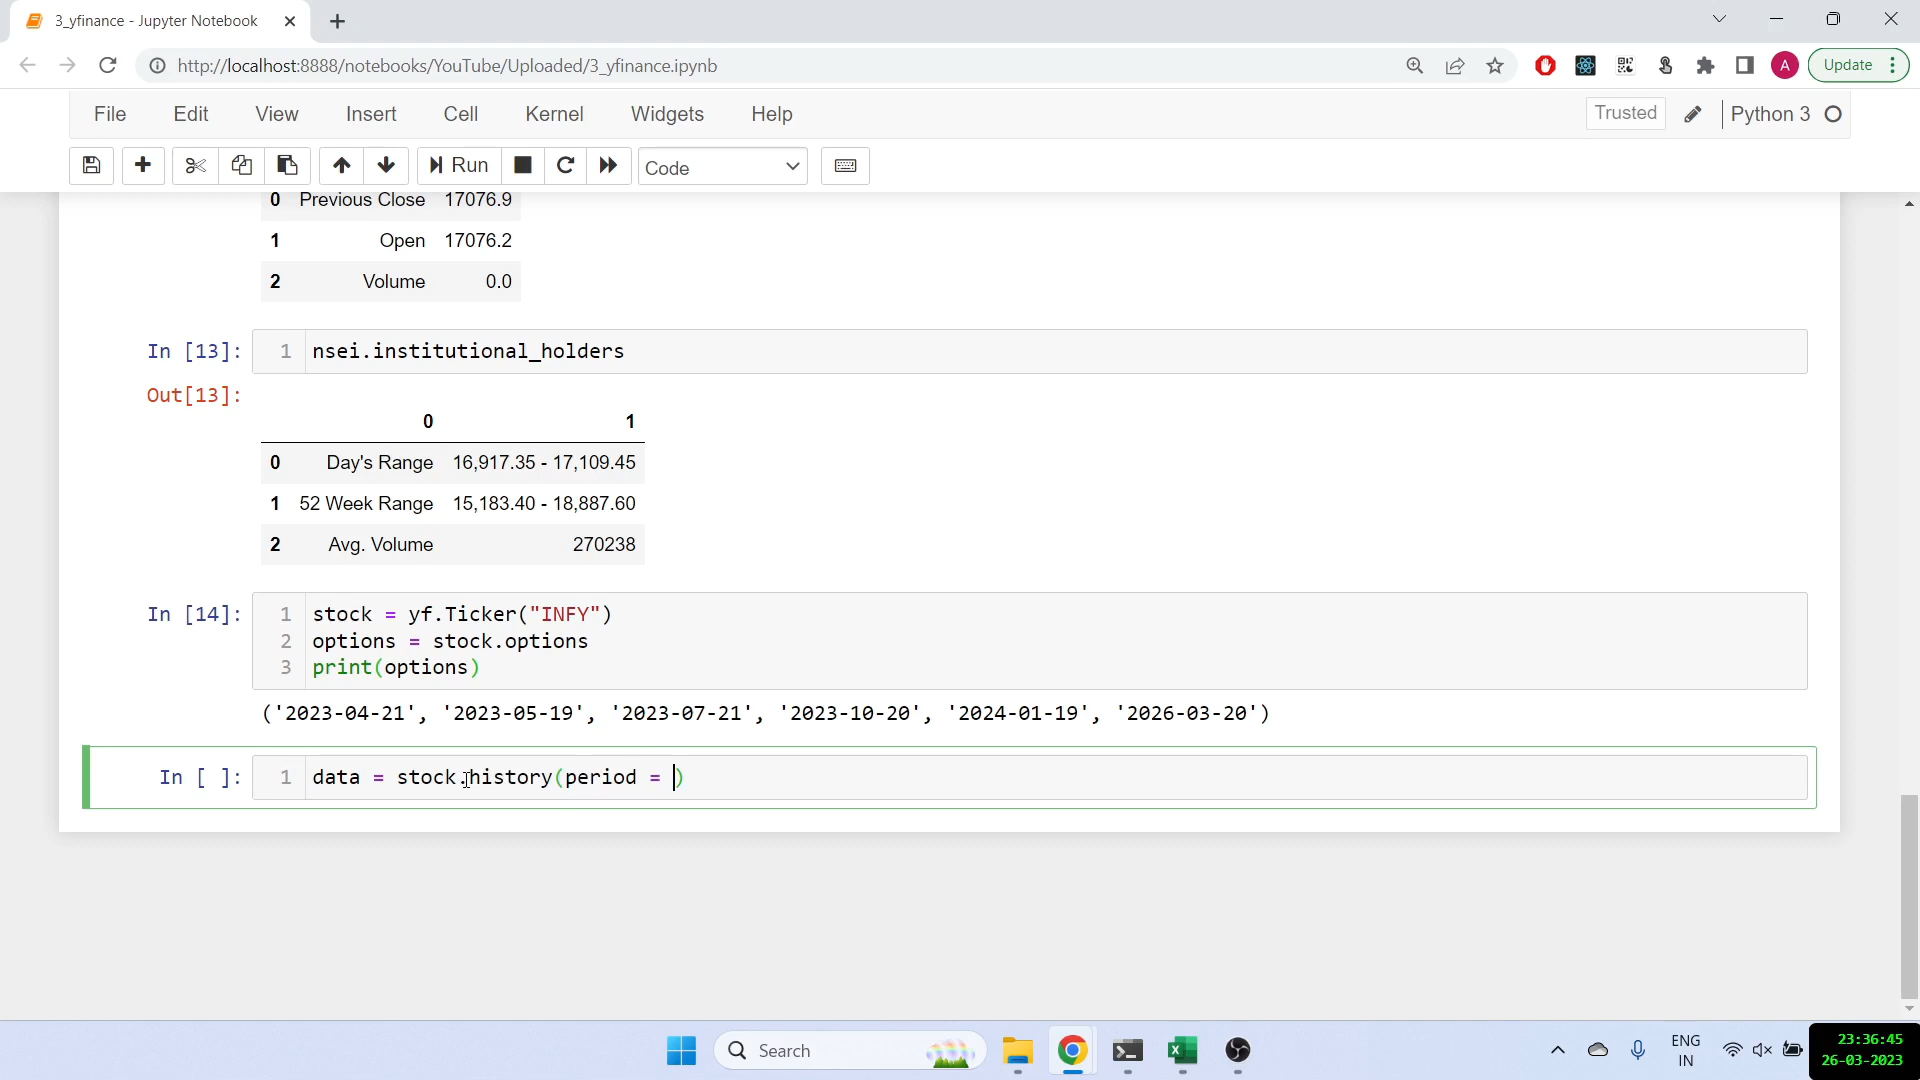 3_yfinance - Jupyter Notebook
http://localhost:8888/notebooks/YouTube/Uploaded/3_yfinance.ipynb
A
Update
File Edit View Insert Cell Kernel Widgets Help
Trusted
Python 3
Run
Code
0 Previous Close 17076.9
1 Open 17076.2
2 Volume 0.0
In [13]: 1 nsei.institutional_holders
Out[13]:
0 1
0 Day's Range 16,917.35 - 17,109.45
1 52 Week Range 15,183.40 - 18,887.60
2 Avg. Volume 270238
In [14]: 1 stock = yf.Ticker("INFY")
2 options = stock.options
3 print(options)
('2023-04-21', '2023-05-19', '2023-07-21', '2023-10-20', '2024-01-19', '2026-03-20')
In [ ]: 1 data = stock.history(period = )
Search
ENG
IN
23:36:45
26-03-2023